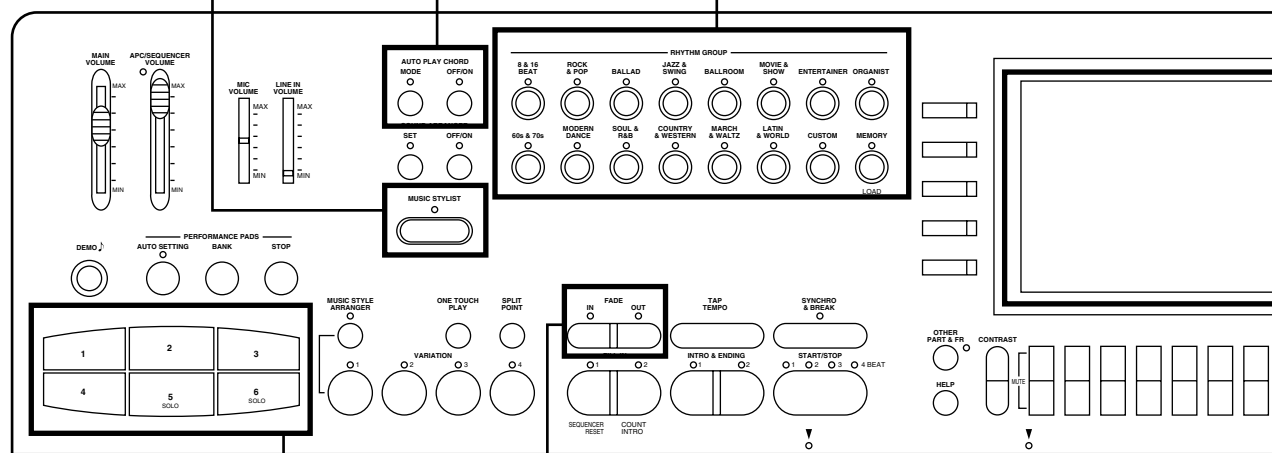 MAIN
VOLUME
APC/SEQUENCER
VOLUME
MAX
MAX
MIN
MIN
MIC
VOLUME
LINE IN
VOLUME
MAX
MAX
MIN
MIN
AUTO PLAY CHORD
MODE
OFF/ON
SET
OFF/ON
MUSIC STYLIST
RHYTHM GROUP
8 & 16
BEAT
ROCK
& POP
BALLAD
JAZZ &
SWING
BALLROOM
MOVIE &
SHOW
ENTERTAINER
ORGANIST
60s & 70s
MODERN
DANCE
SOUL &
R&B
COUNTRY
& WESTERN
MARCH
& WALTZ
LATIN
& WORLD
CUSTOM
MEMORY
LOAD
PERFORMANCE PADS
DEMO♪
AUTO SETTING
BANK
STOP
1
2
3
4
5
SOLO
6
SOLO
MUSIC STYLE
ARRANGER
ONE TOUCH
PLAY
SPLIT
POINT
VARIATION
1
2
3
4
FADE
IN
OUT
TAP
TEMPO
SYNCHRO
& BREAK
1
2
INTRO & ENDING
1
2
START/STOP
1
2
3
4 BEAT
SEQUENCER
RESET
COUNT
INTRO
OTHER
PART & FR
CONTRAST
HELP
MUTE